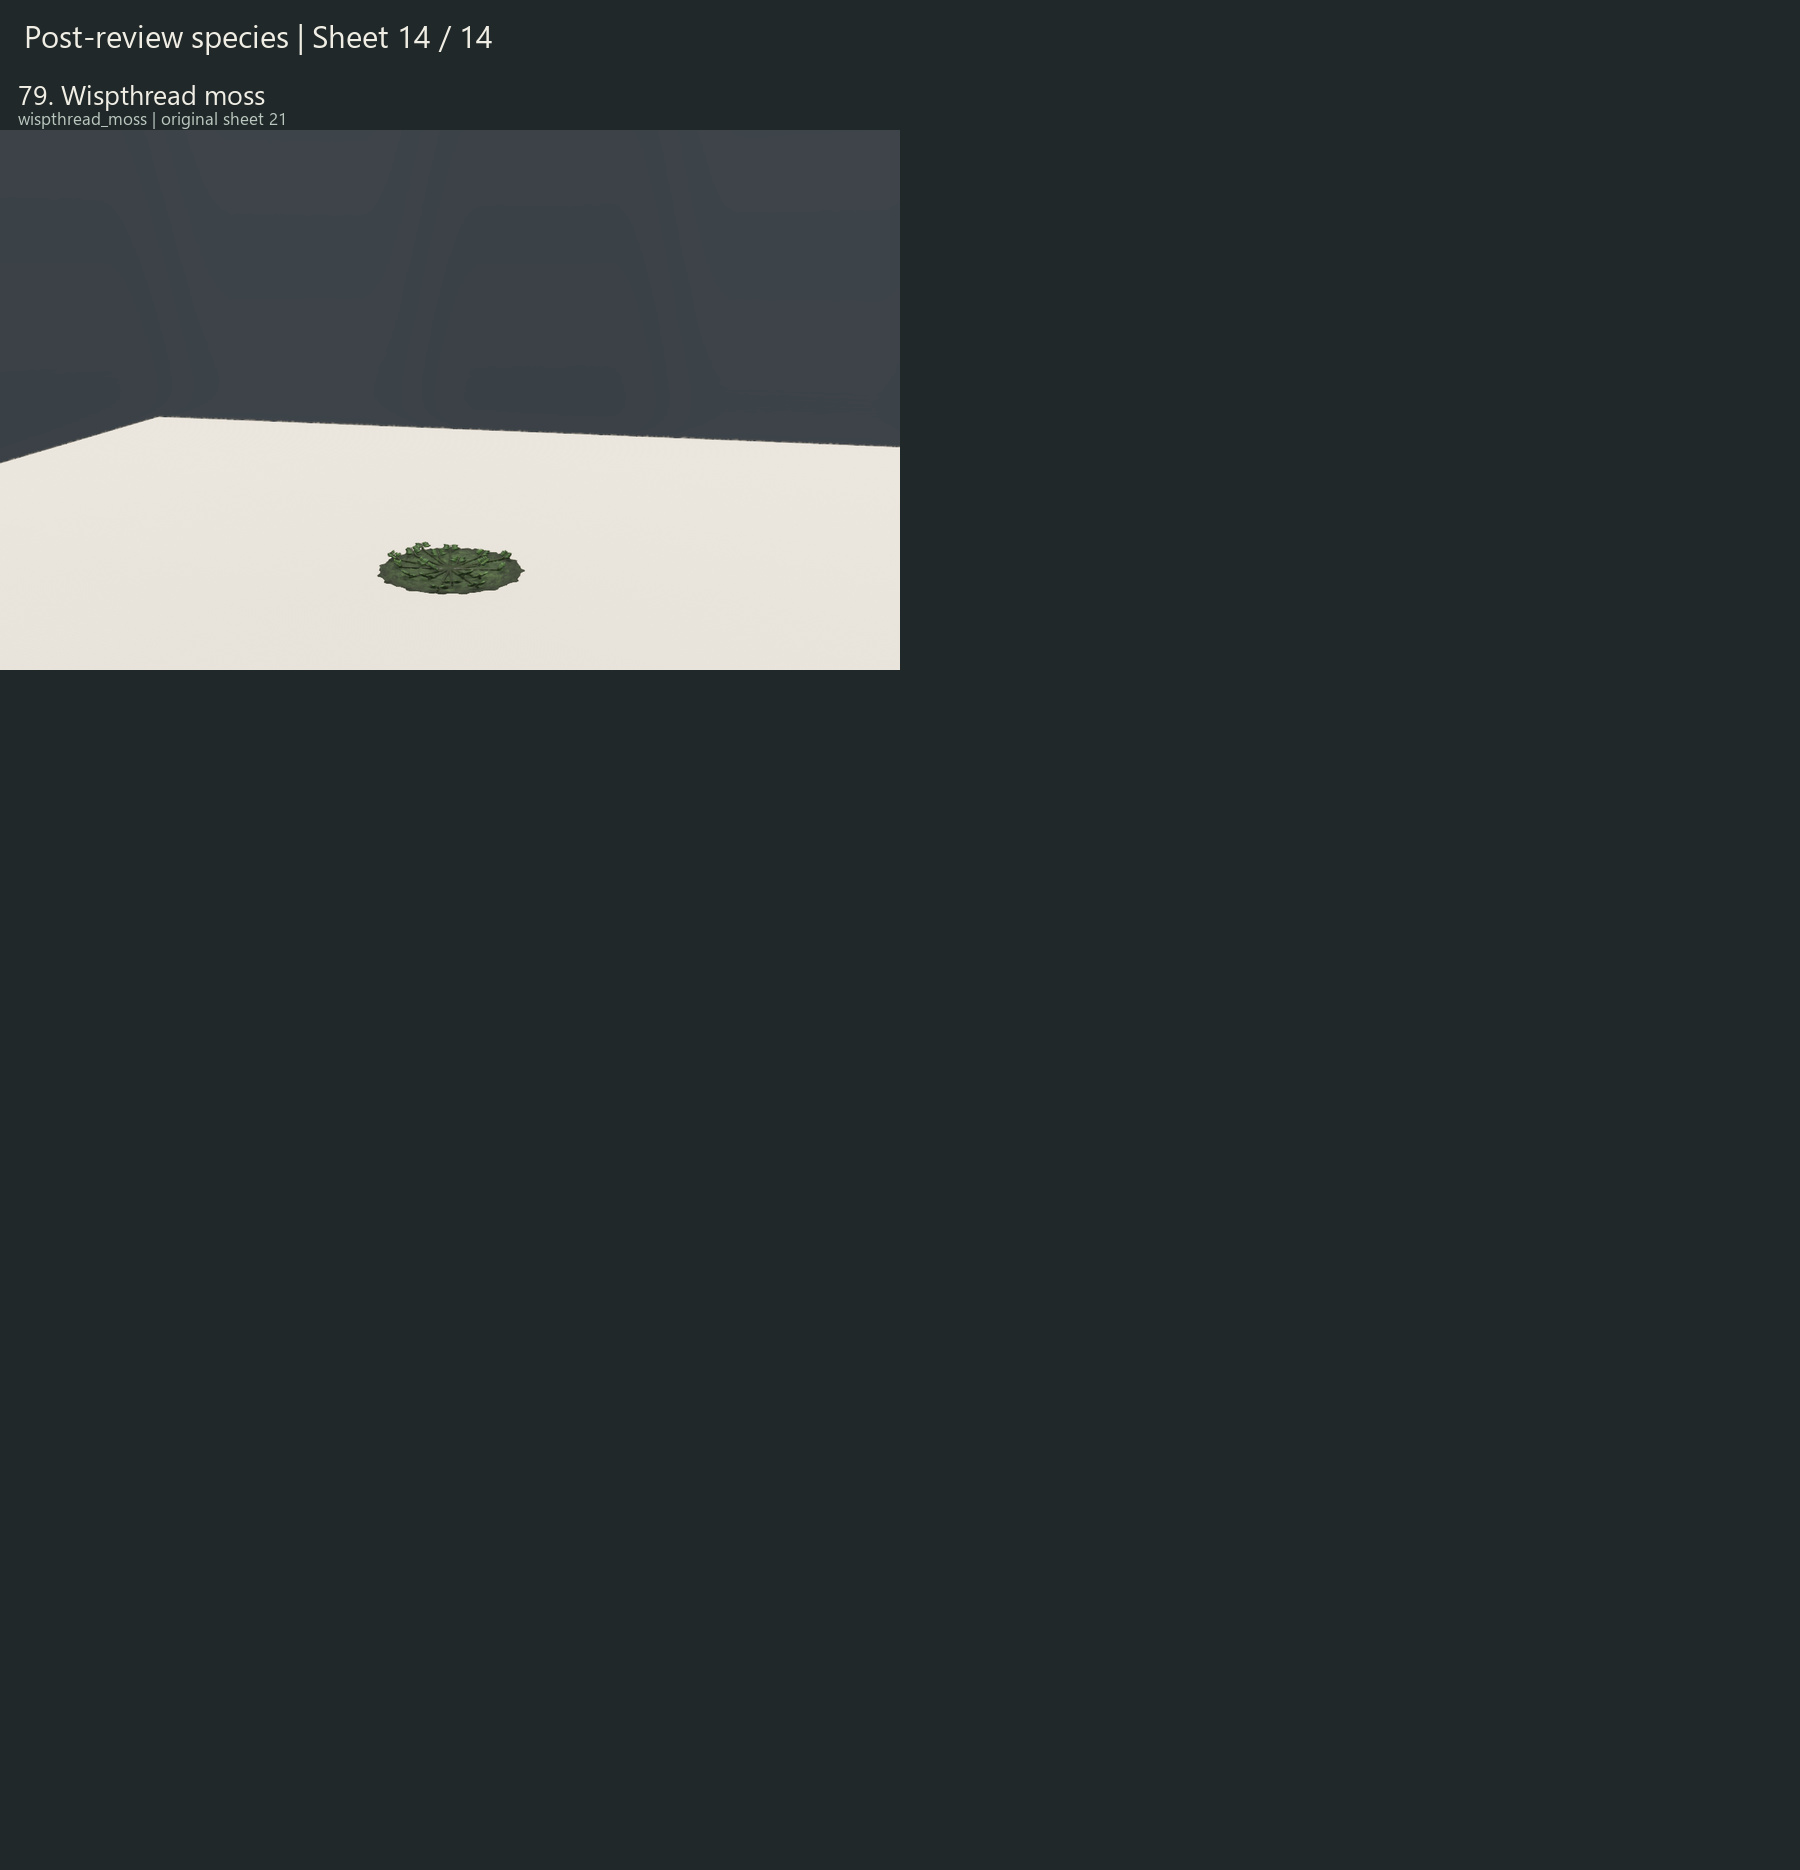 Post-review species | Sheet 14 / 14
79. Wispthread moss
wispthread_moss | original sheet 21